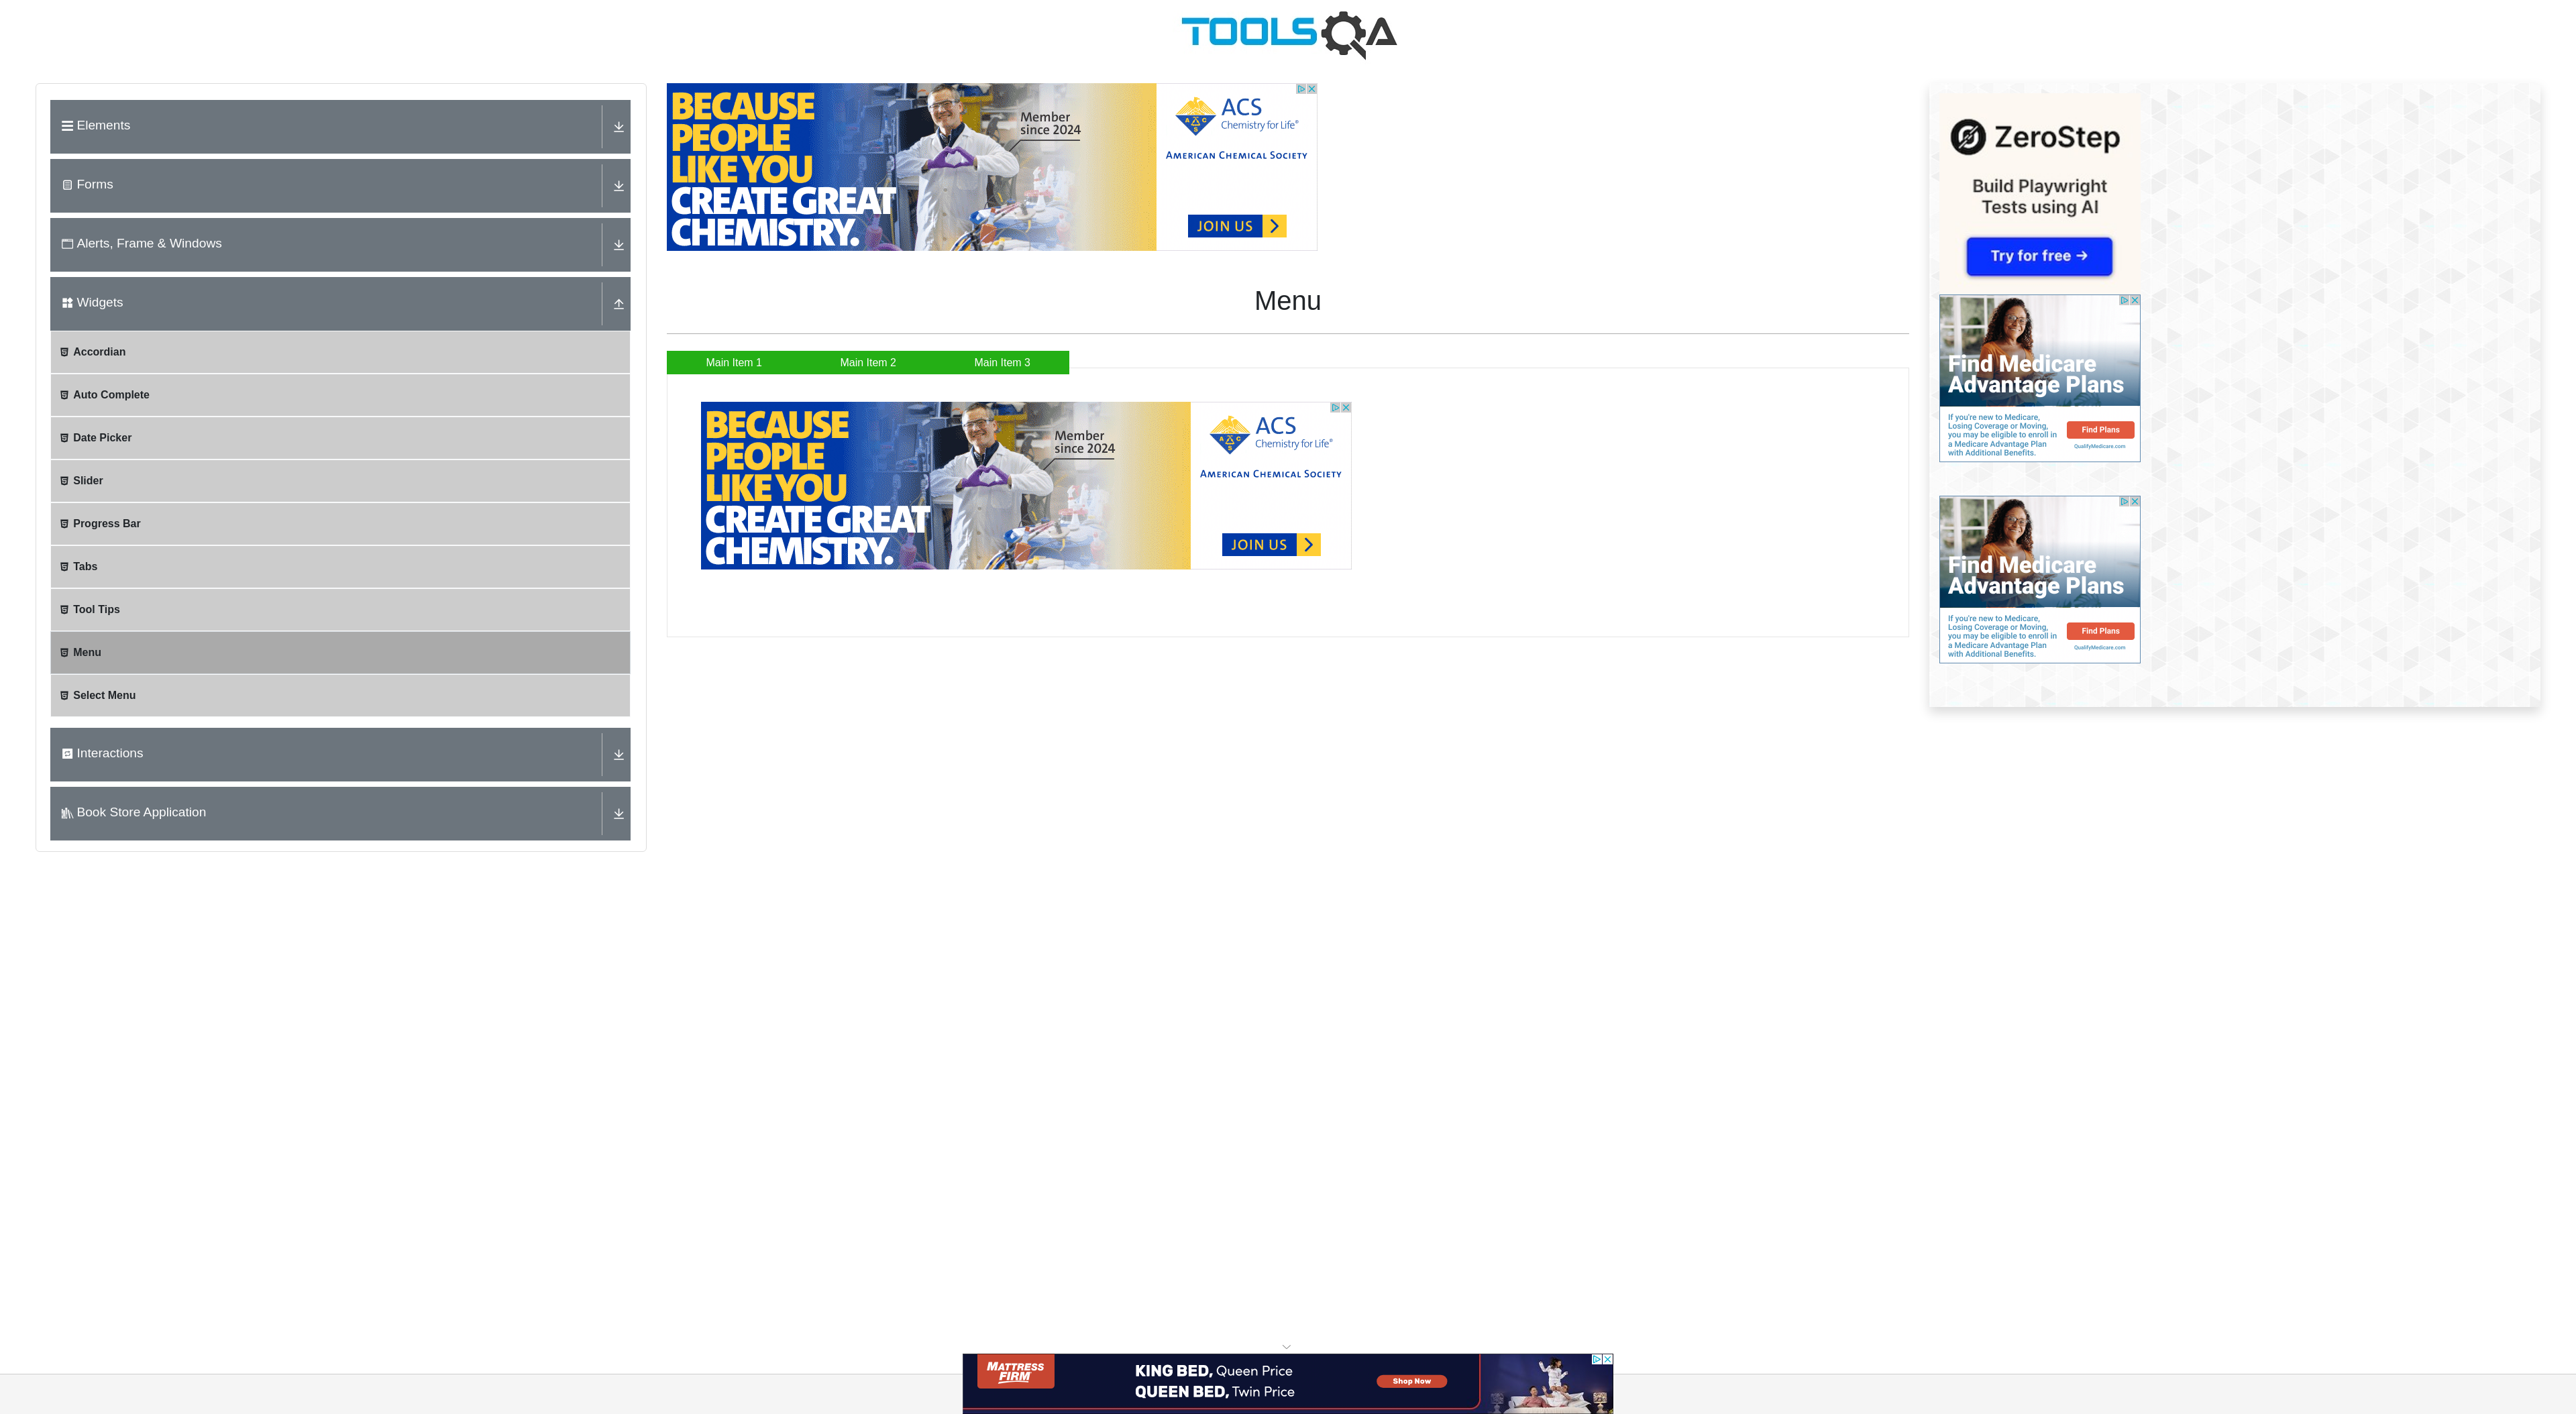 TOOLSQA
Elements
Forms
Alerts, Frame & Windows
Widgets
Accordian
Auto Complete
Date Picker
Slider
Progress Bar
Tabs
Tool Tips
Menu
Select Menu
Interactions
Book Store Application
BECAUSE
PEOPLE
LIKE YOU
CREATE GREAT
CHEMISTRY.
Member
since 2024
ACS
Chemistry for Life®
AMERICAN CHEMICAL SOCIETY
JOIN US
Menu
Main Item 1
Main Item 2
Main Item 3
BECAUSE
PEOPLE
LIKE YOU
CREATE GREAT
CHEMISTRY.
Member
since 2024
ACS
Chemistry for Life®
AMERICAN CHEMICAL SOCIETY
JOIN US
ZeroStep
Build Playwright
Tests using AI
Try for free →
Find Medicare
Advantage Plans
If you're new to Medicare,
Losing Coverage or Moving,
you may be eligible to enroll in
a Medicare Advantage Plan
with Additional Benefits.
Find Plans
QualifyMedicare.com
Find Medicare
Advantage Plans
If you're new to Medicare,
Losing Coverage or Moving,
you may be eligible to enroll in
a Medicare Advantage Plan
with Additional Benefits.
Find Plans
QualifyMedicare.com
MATTRESS
FIRM
KING BED, Queen Price
QUEEN BED, Twin Price
Shop Now